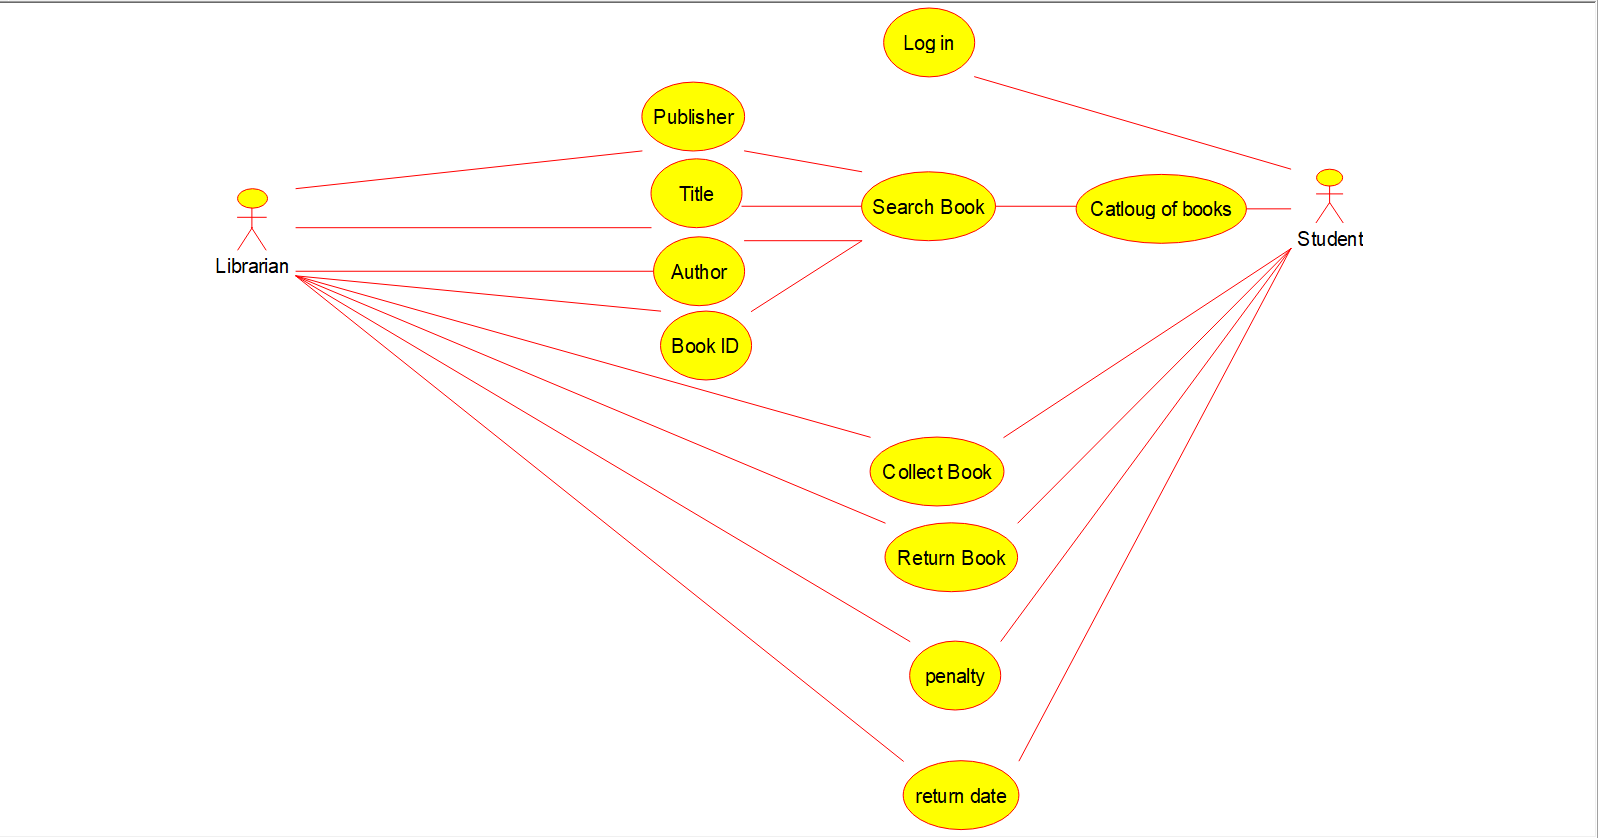 Log in
Publisher
Title
Search Book
Catloug of books
Student
Librarian
Author
Book ID
Collect Book
Return Book
penalty
return date